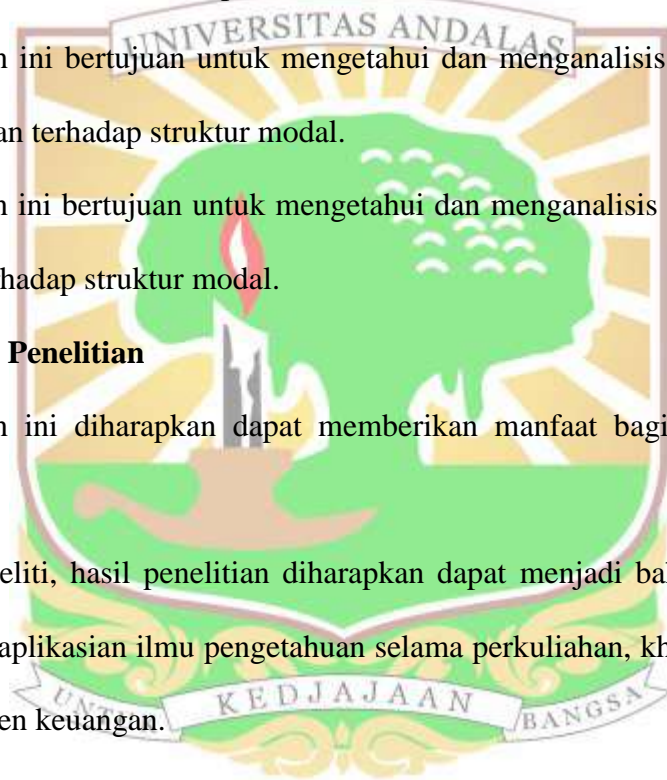 UNIVERSITAS ANDALAS
n ini bertujuan untuk mengetahui dan menganalisis
an terhadap struktur modal.
n ini bertujuan untuk mengetahui dan menganalisis
hadap struktur modal.
Penelitian
n ini diharapkan dapat memberikan manfaat bagi
eliti, hasil penelitian diharapkan dapat menjadi
aplikasian ilmu pengetahuan selama perkuliahan,
en keuangan.
UNTUK KEDJAJAAN BANGSA